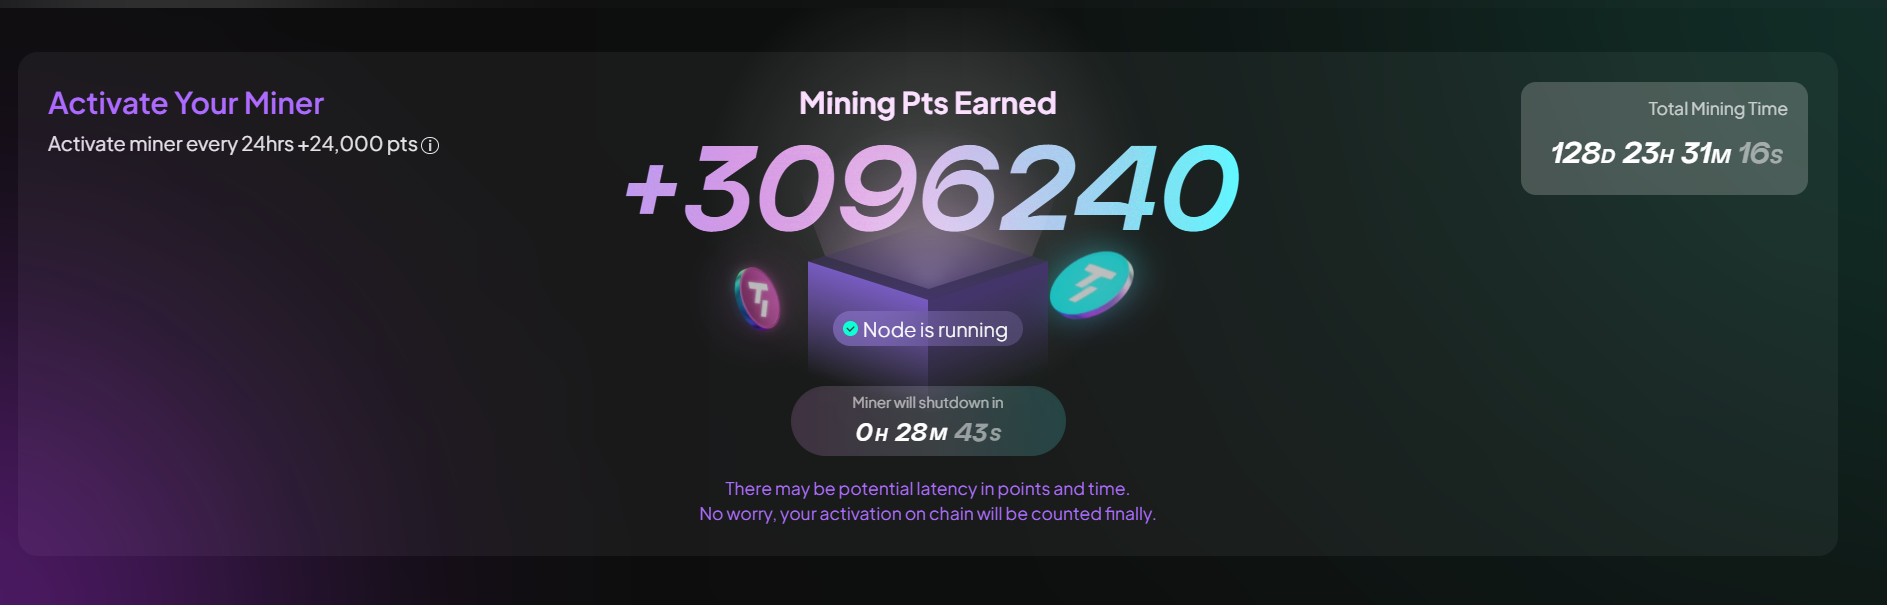 Activate Your Miner
Activate miner every 24hrs +24,000 pts
Mining Pts Earned
+3096240
Total Mining Time
128D 23H 31M 16S
Node is running
Miner will shutdown in
0H 28M 43S
There may be potential latency in points and time.
No worry, your activation on chain will be counted finally.